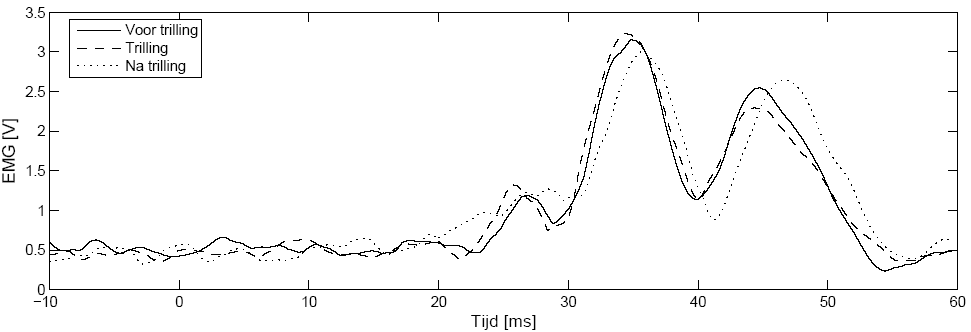 3.5
3
2.5
2
1.5
1
0.5
0
EMG [V]
Voor trilling
Trilling
Na trilling
−10 0 10 20 30 40 50 60
Tijd [ms]